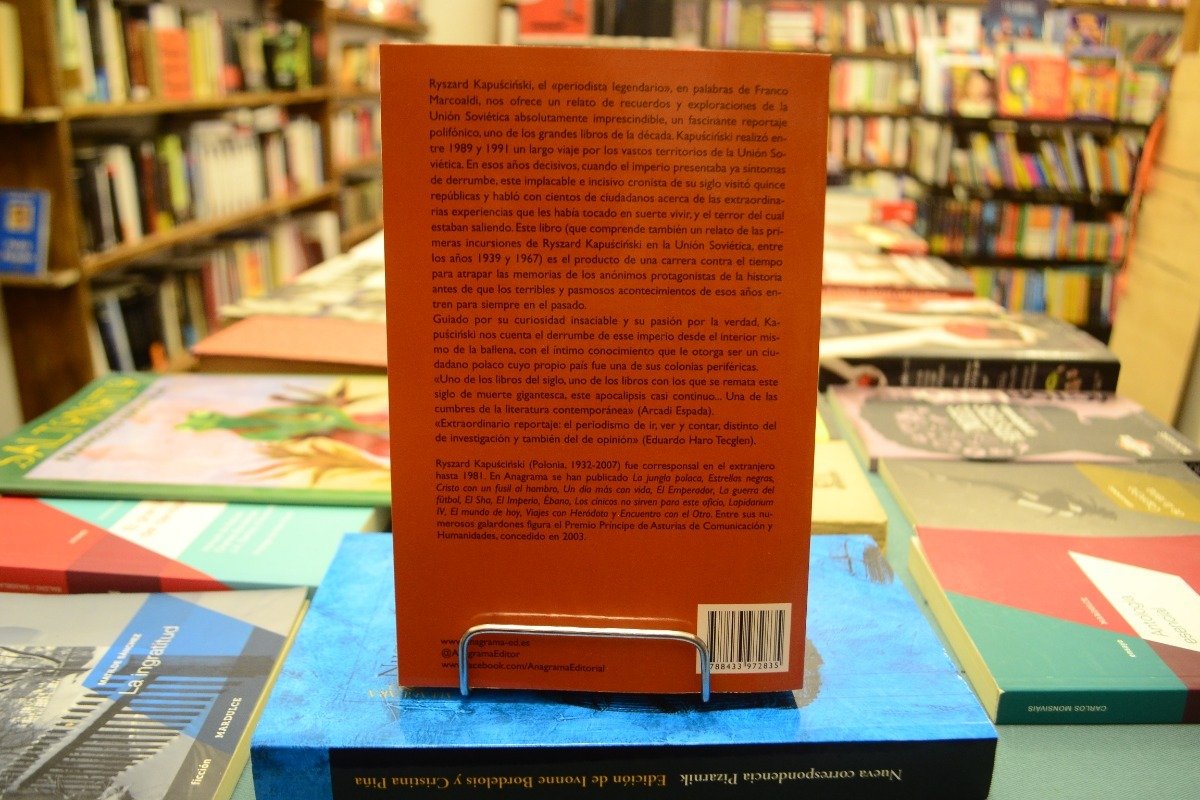 Ryszard Kapuściński, el «periodista legendario», en palabras de Franco
Marcoaldi, nos ofrece un relato de recuerdos y exploraciones de la
Unión Soviética absolutamente imprescindible, un fascinante reportaje
polifónico, uno de los grandes libros de la década. Kapuściński realizó en-
tre 1989 y 1991 un largo viaje por los vastos territorios de la Unión So-
viética. En esos años decisivos, cuando el imperio presentaba ya síntomas
de derrumbe, este implacable e incisivo cronista de su siglo visitó quince
repúblicas y habló con cientos de ciudadanos acerca de las extraordina-
rias experiencias que les había tocado en suerte vivir, y el terror del cual
estaban saliendo. Este libro (que comprende también un relato de las pri-
meras incursiones de Ryszard Kapuściński en la Unión Soviética, entre
los años 1939 y 1967) es el producto de una carrera contra el tiempo
para atrapar las memorias de los anónimos protagonistas de la historia
antes de que los terribles y pasmosos acontecimientos de esos años en-
tren para siempre en el pasado.
Guiado por su curiosidad insaciable y su pasión por la verdad, Ka-
puściński nos cuenta el derrumbe de ese imperio desde el interior mis-
mo de la ballena, con el íntimo conocimiento que le otorga ser un ciu-
dadano polaco cuyo propio país fue una de sus colonias periféricas.
«Uno de los libros del siglo, uno de los libros con los que se remata este
siglo de muerte gigantesca, este apocalipsis casi continuo... Una de las
cumbres de la literatura contemporánea» (Arcadi Espada).
«Extraordinario reportaje: el periodismo de ir, ver y contar, distinto del
de investigación y también del de opinión» (Eduardo Haro Tecglen).
Ryszard Kapuściński (Polonia, 1932-2007) fue corresponsal en el extranjero
hasta 1981. En Anagrama se han publicado La jungla polaca, Estrellas negras,
Cristo con un fusil al hombro, Un día más con vida, El Emperador, La guerra del
fútbol, El Sha, El Imperio, Ébano, Los cínicos no sirven para este oficio, Lapidarium
IV, El mundo de hoy, Viajes con Heródoto y Encuentro con el Otro. Entre sus nu-
merosos galardones figura el Premio Príncipe de Asturias de Comunicación y
Humanidades, concedido en 2003.
www.anagrama-ed.es
@AnagramaEditor
www.facebook.com/AnagramaEditorial
788433 972835
La ingratitud
MARDULCE
ficción
Nueva correspondencia Pizarnik Edición de Ivonne Bordelois y Cristina Piña
CARLOS MONSIVÁIS
Antología
esencial
ensayo